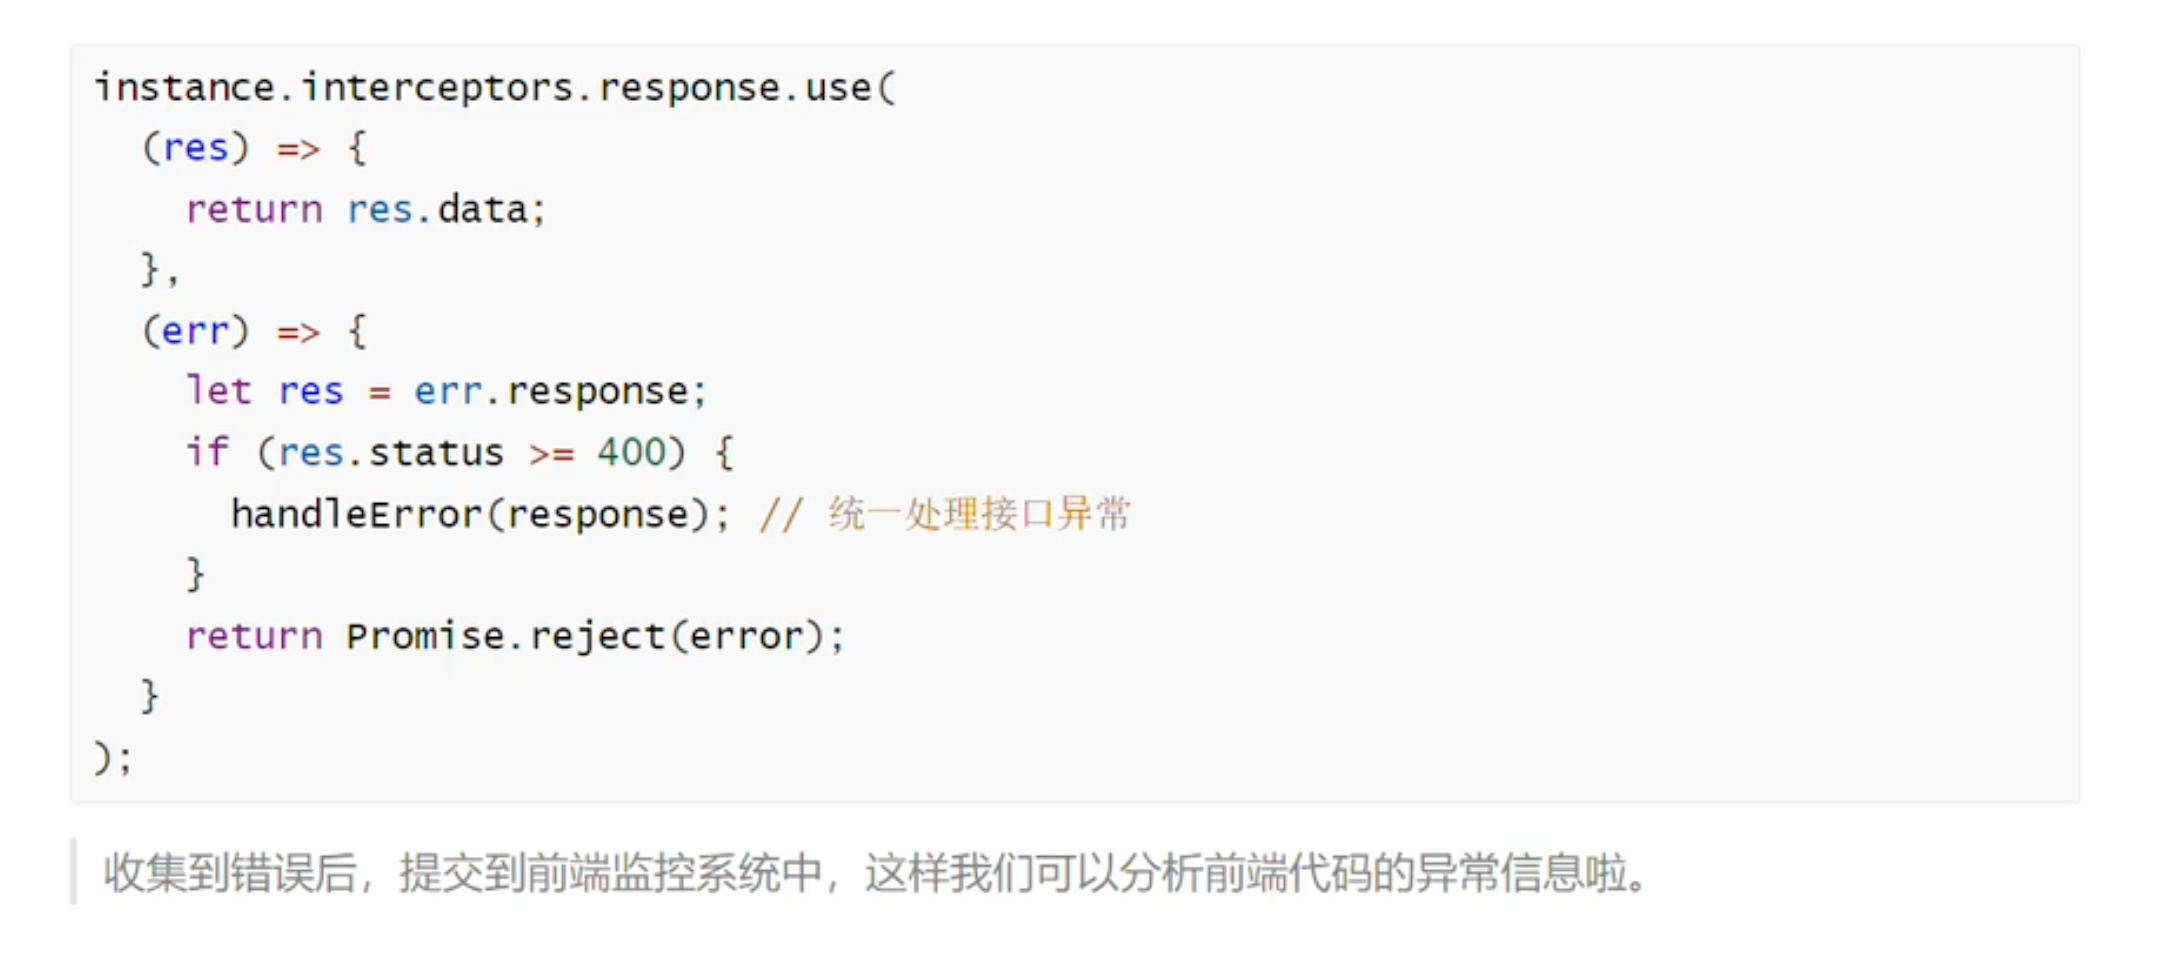 instance.interceptors.response.use(
  (res) => {
    return res.data;
  },
  (err) => {
    let res = err.response;
    if (res.status >= 400) {
      handleError(response); // 统一处理接口异常
    }
    return Promise.reject(error);
  }
);
收集到错误后，提交到前端监控系统中，这样我们可以分析前端代码的异常信息啦。